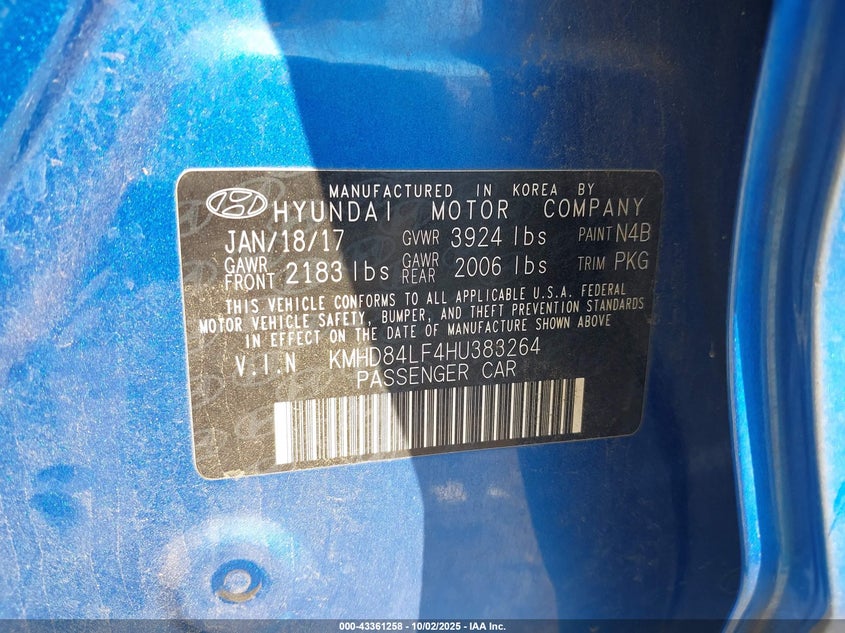 MANUFACTURED IN KOREA BY
HYUNDAI MOTOR COMPANY
JAN/18/17 GVWR 3924 lbs PAINT N4B
GAWR FRONT 2183 lbs GAWR REAR 2006 lbs TRIM PKG
THIS VEHICLE CONFORMS TO ALL APPLICABLE U.S.A. FEDERAL
MOTOR VEHICLE SAFETY, BUMPER, AND THEFT PREVENTION STANDARDS
IN EFFECT ON THE DATE OF MANUFACTURE SHOWN ABOVE
V.I.N KMHD84LF4HU383264
PASSENGER CAR
000-43361258 - 10/02/2025 - IAA Inc.